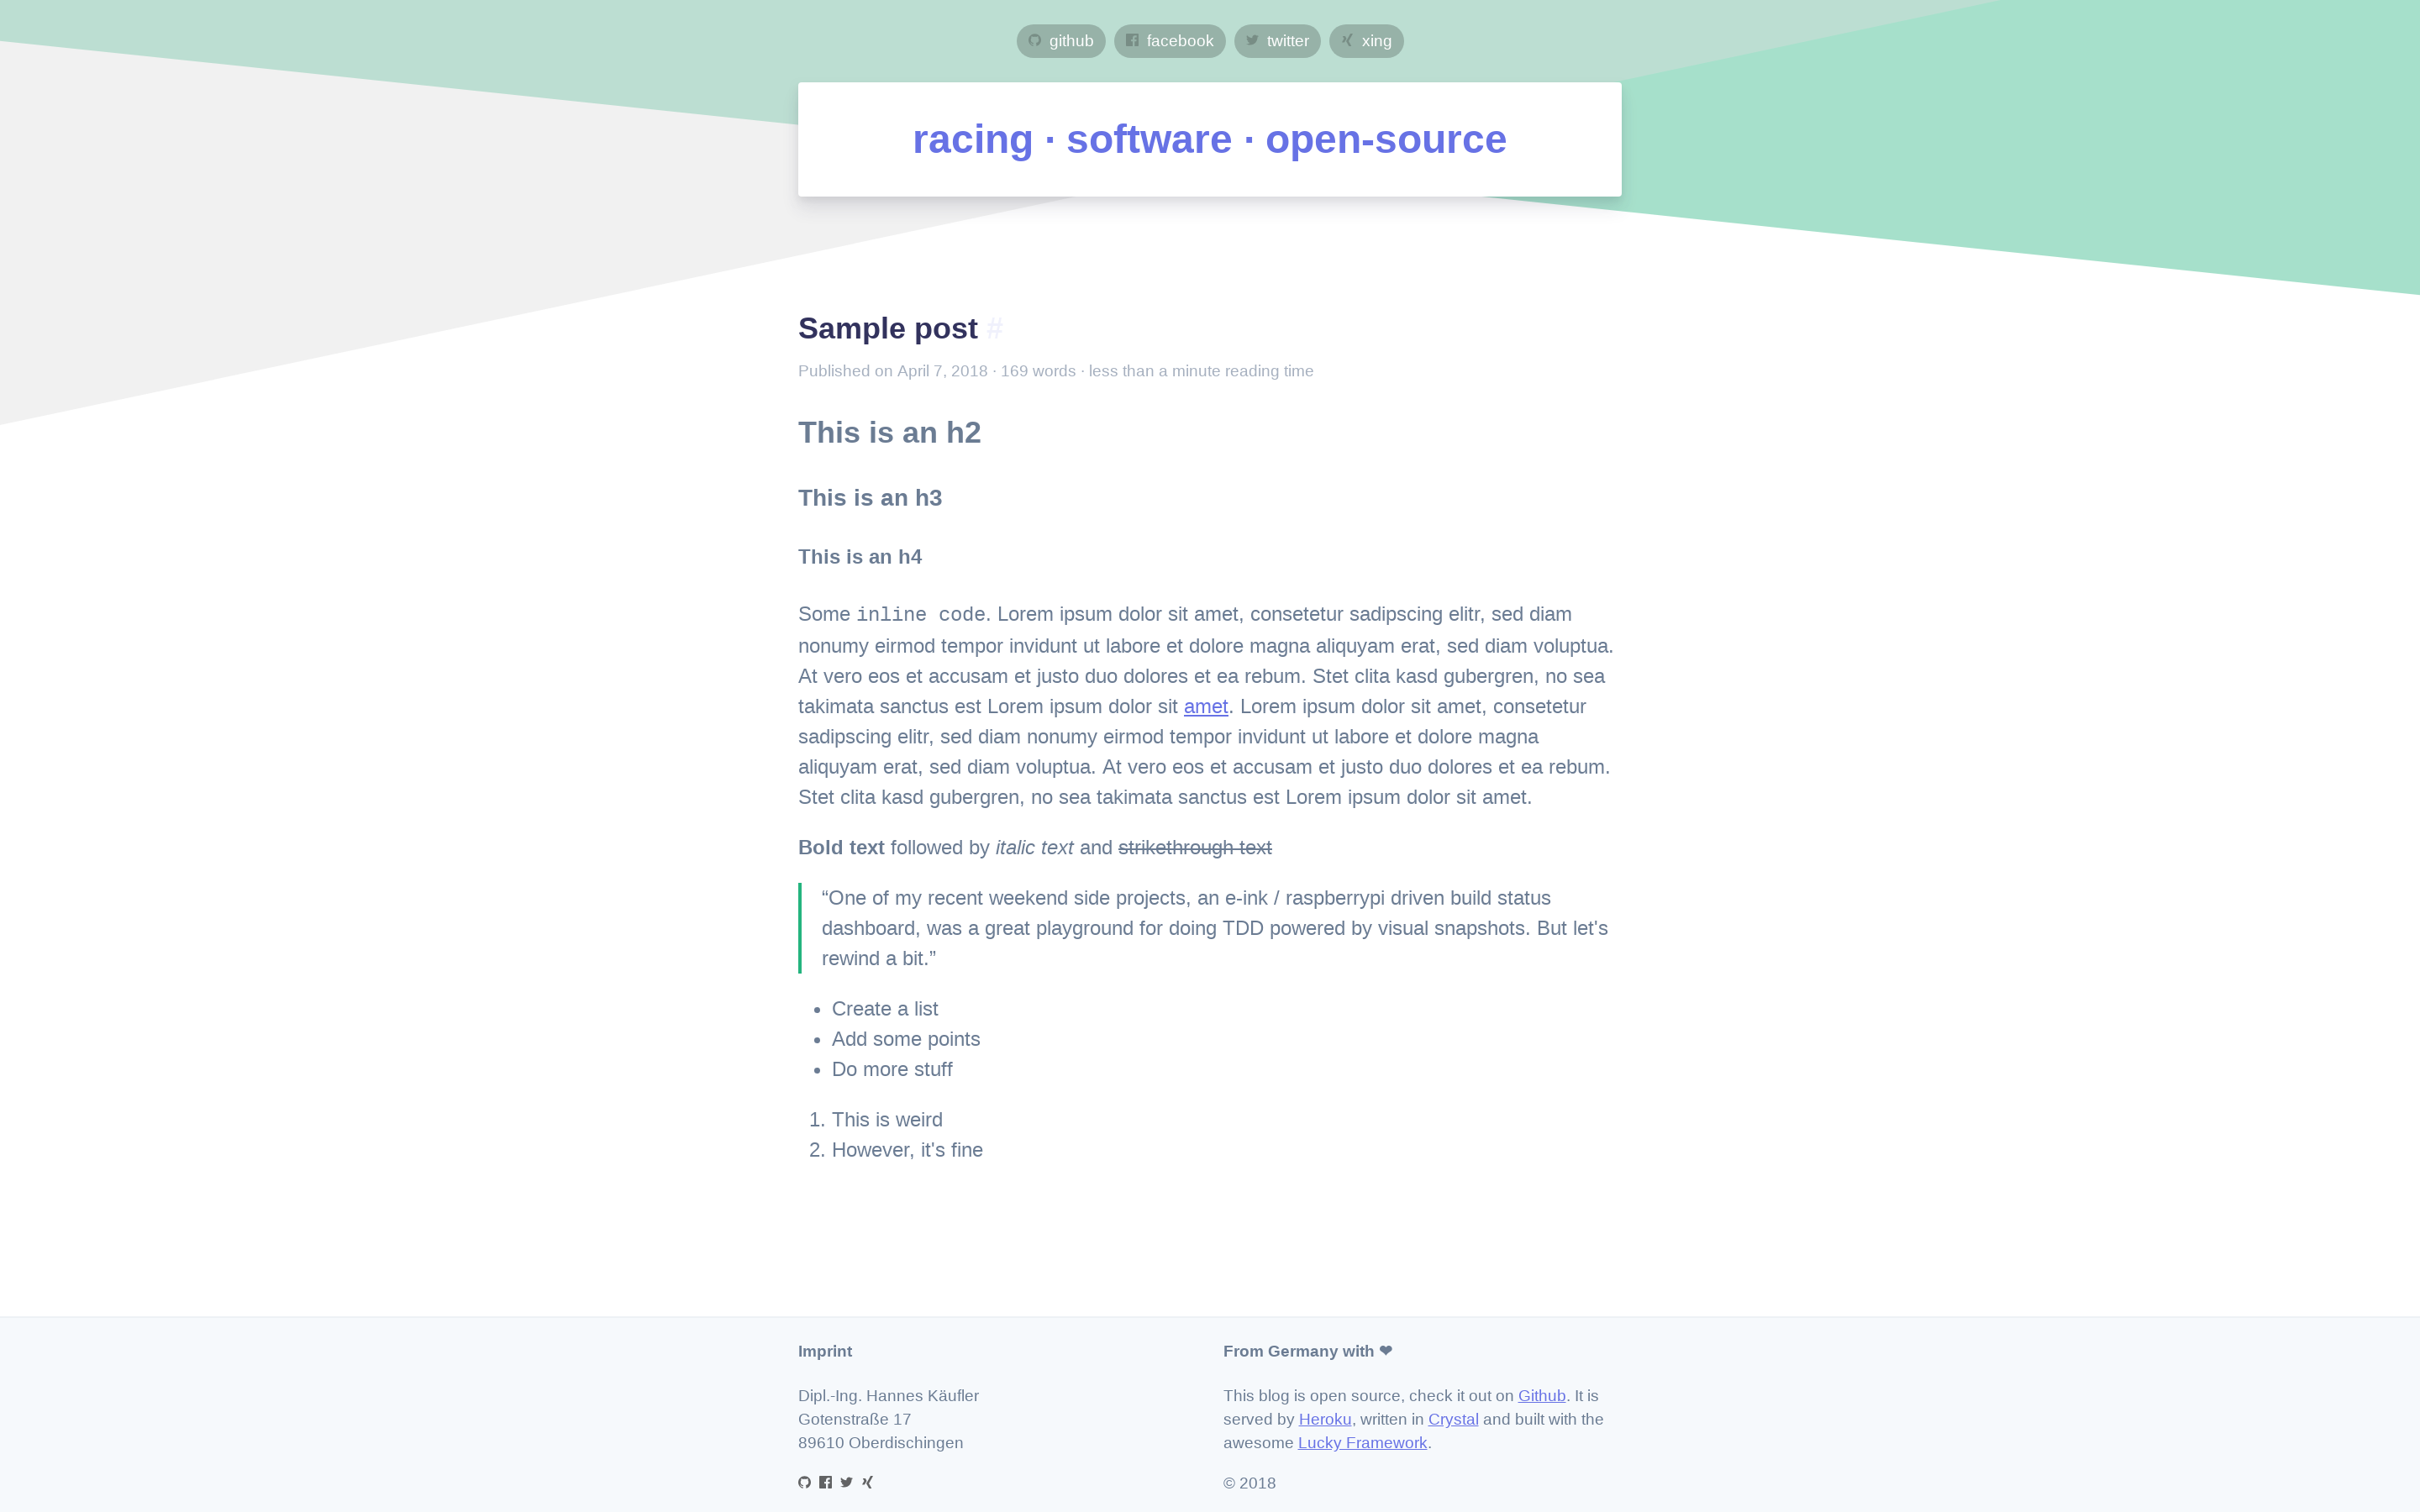 github facebook twitter xing
racing · software · open-source
Sample post #
Published on April 7, 2018 · 169 words · less than a minute reading time
This is an h2
This is an h3
This is an h4
Some inline code. Lorem ipsum dolor sit amet, consetetur sadipscing elitr, sed diam
nonumy eirmod tempor invidunt ut labore et dolore magna aliquyam erat, sed diam voluptua.
At vero eos et accusam et justo duo dolores et ea rebum. Stet clita kasd gubergren, no sea
takimata sanctus est Lorem ipsum dolor sit amet. Lorem ipsum dolor sit amet, consetetur
sadipscing elitr, sed diam nonumy eirmod tempor invidunt ut labore et dolore magna
aliquyam erat, sed diam voluptua. At vero eos et accusam et justo duo dolores et ea rebum.
Stet clita kasd gubergren, no sea takimata sanctus est Lorem ipsum dolor sit amet.
Bold text followed by italic text and strikethrough text
“One of my recent weekend side projects, an e-ink / raspberrypi driven build status
dashboard, was a great playground for doing TDD powered by visual snapshots. But let's
rewind a bit.”
• Create a list
• Add some points
• Do more stuff
1. This is weird
2. However, it's fine
Imprint
Dipl.-Ing. Hannes Käufler
Gotenstraße 17
89610 Oberdischingen
From Germany with ❤
This blog is open source, check it out on Github. It is
served by Heroku, written in Crystal and built with the
awesome Lucky Framework.
© 2018